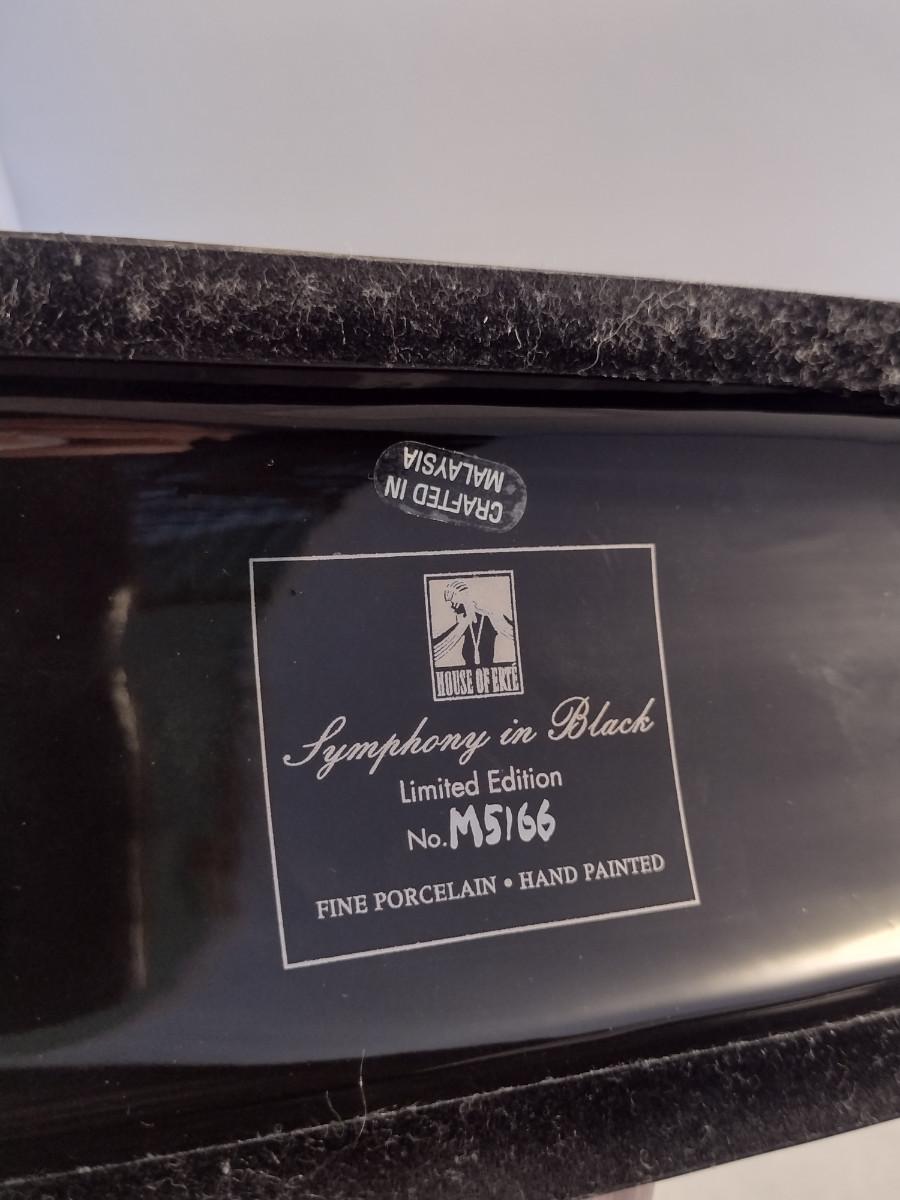 CRAFTED IN
MALAYSIA
HOUSE OF ERTÉ
Symphony in Black
Limited Edition
No. M5166
FINE PORCELAIN • HAND PAINTED